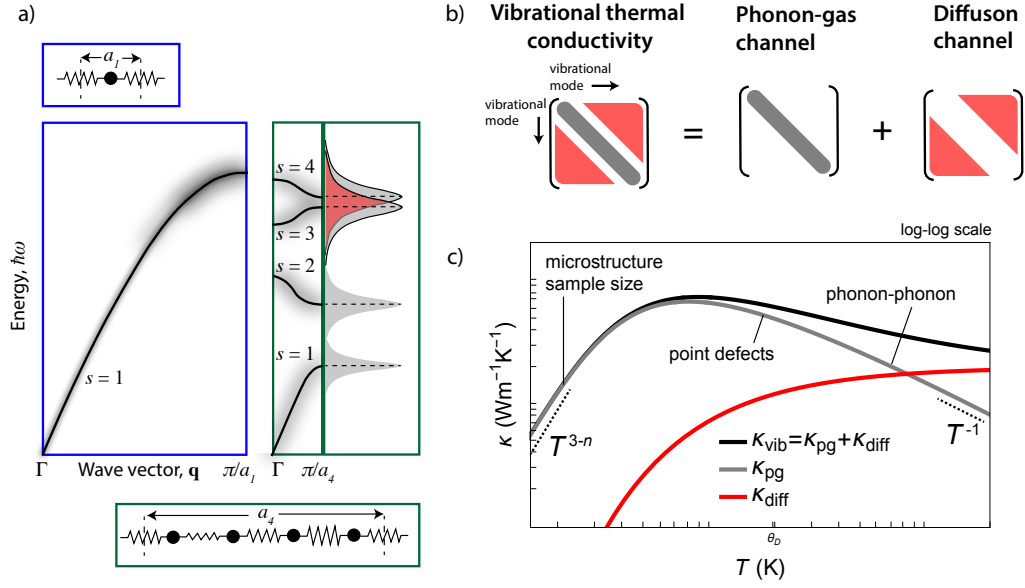 a)
a₁
Energy, ħω
s = 1
Γ
Wave vector, q
π/a₁
s = 4
s = 3
s = 2
s = 1
Γ
π/a₄
a₄
b)
Vibrational thermal
conductivity
Phonon-gas
channel
Diffuson
channel
vibrational
mode
vibrational
mode
=
+
c)
log-log scale
microstructure
sample size
phonon-phonon
point defects
κ (Wm⁻¹K⁻¹)
T³⁻ⁿ
T⁻¹
κvib=κpg+κdiff
κpg
κdiff
θD
T (K)